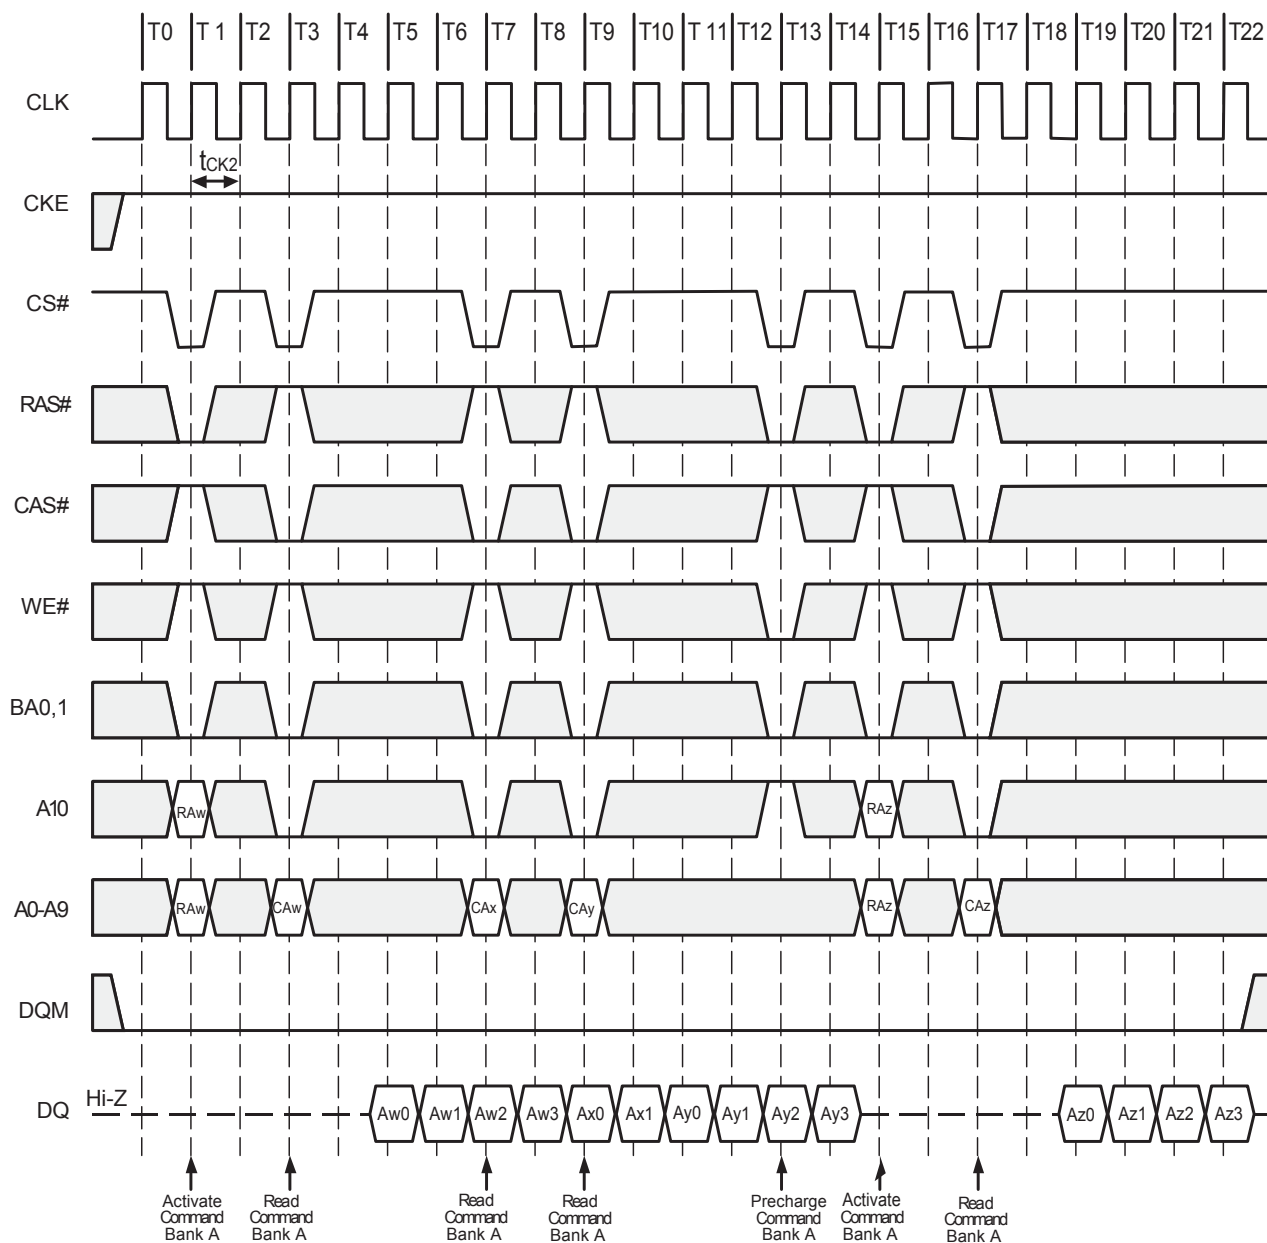 T0 T 1 T2 T3 T4 T5 T6 T7 T8 T9 T10 T 11 T12 T13 T14 T15 T16 T17 T18 T19 T20 T21 T22
CLK
tCK2
CKE
CS#
RAS#
CAS#
WE#
BA0,1
A10 RAw RAz
A0-A9 RAw CAw CAx CAy RAz CAz
DQM
DQ Hi-Z Aw0 Aw1 Aw2 Aw3 Ax0 Ax1 Ay0 Ay1 Ay2 Ay3 Az0 Az1 Az2 Az3
Activate
Command
Bank A
Read
Command
Bank A
Read
Command
Bank A
Read
Command
Bank A
Precharge
Command
Bank A
Activate
Command
Bank A
Read
Command
Bank A